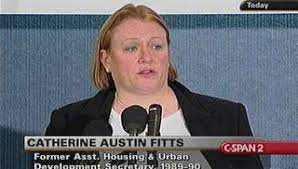 Today
CATHERINE AUSTIN FITTS
Former Asst. Housing & Urban
Development Secretary, 1989-90
C-SPAN 2